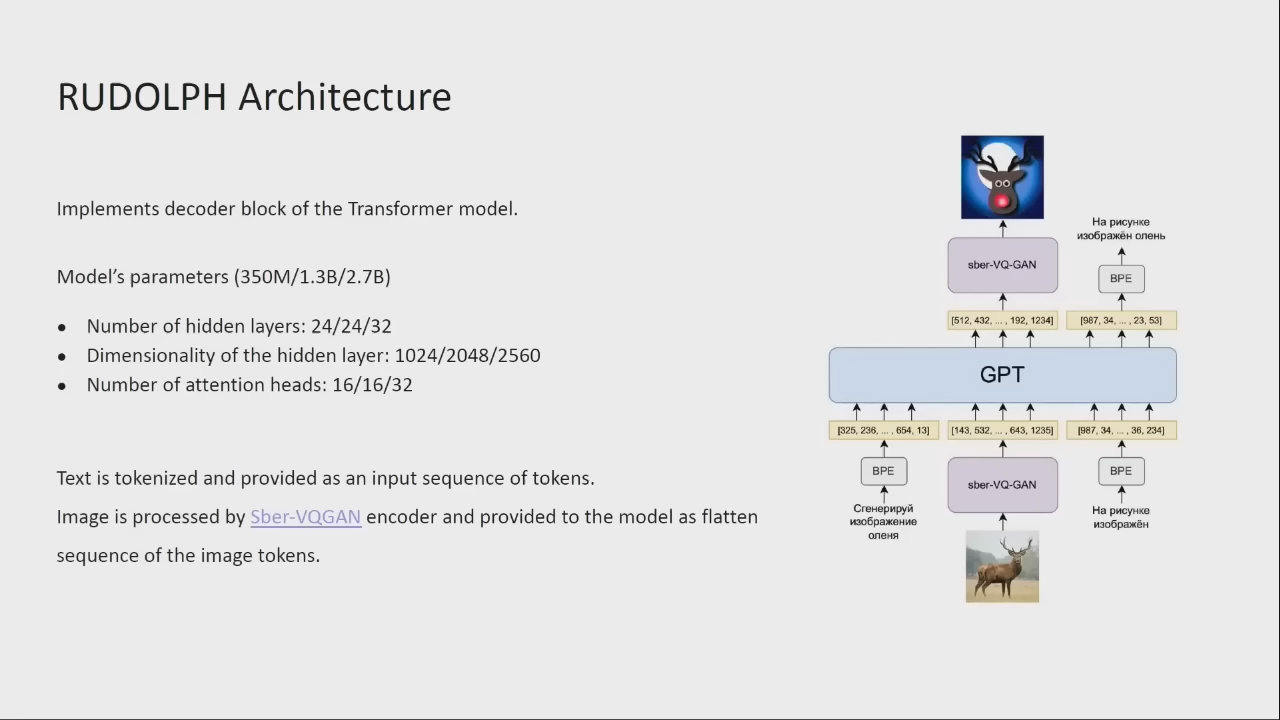 RUDOLPH Architecture
Implements decoder block of the Transformer model.
Model’s parameters (350M/1.3B/2.7B)
● Number of hidden layers: 24/24/32
● Dimensionality of the hidden layer: 1024/2048/2560
● Number of attention heads: 16/16/32
Text is tokenized and provided as an input sequence of tokens.
Image is processed by Sber-VQGAN encoder and provided to the model as flatten
sequence of the image tokens.
На рисунке
изображён олень
sber-VQ-GAN
BPE
[512, 432, ... , 192, 1234]
[987, 34, ... , 23, 53]
GPT
[325, 236, ... , 654, 13]
[143, 532, ... , 643, 1235]
[987, 34, ... , 36, 234]
BPE
sber-VQ-GAN
BPE
Сгенерируй
изображение
оленя
На рисунке
изображён